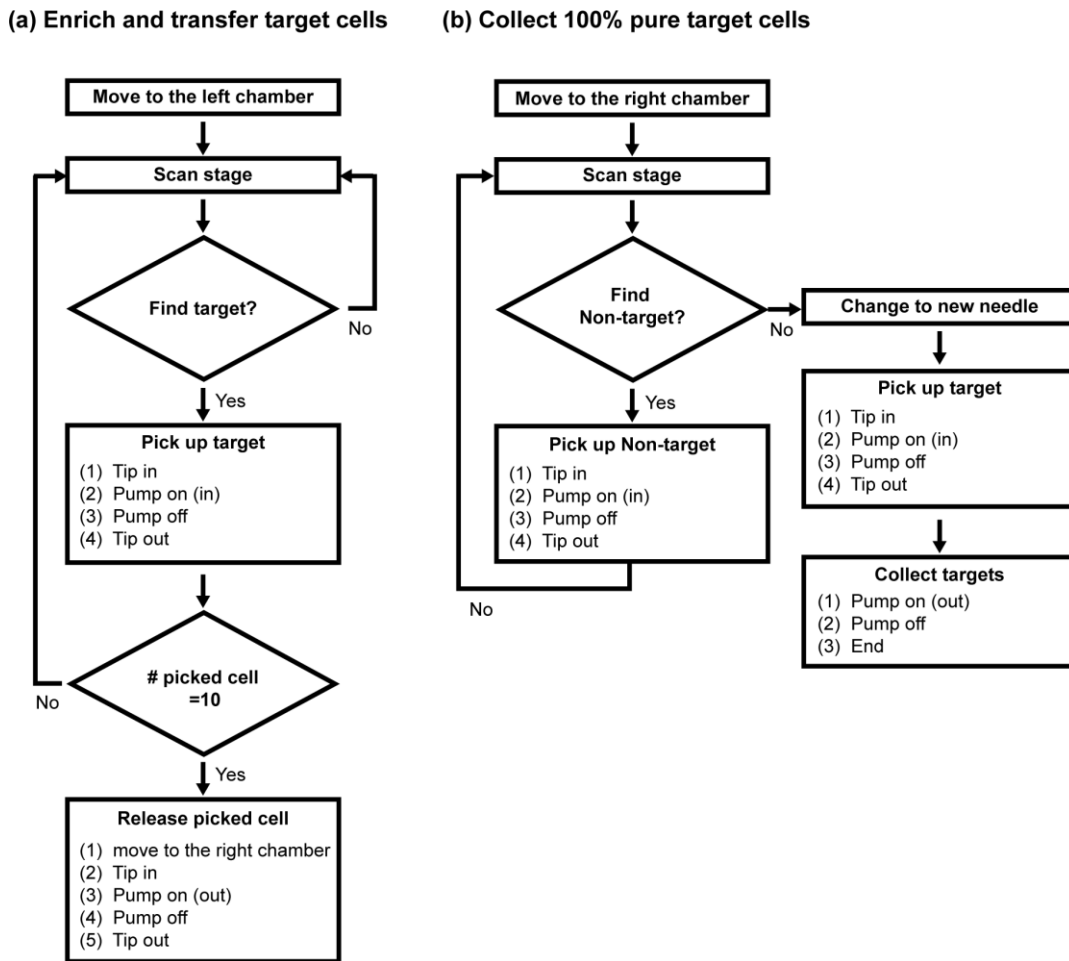 (a) Enrich and transfer target cells
Move to the left chamber
Scan stage
Find target?
No
Yes
Pick up target
(1) Tip in
(2) Pump on (in)
(3) Pump off
(4) Tip out
# picked cell
=10
No
Yes
Release picked cell
(1) move to the right chamber
(2) Tip in
(3) Pump on (out)
(4) Pump off
(5) Tip out
(b) Collect 100% pure target cells
Move to the right chamber
Scan stage
Find
Non-target?
No
Yes
Pick up Non-target
(1) Tip in
(2) Pump on (in)
(3) Pump off
(4) Tip out
No
Change to new needle
Pick up target
(1) Tip in
(2) Pump on (in)
(3) Pump off
(4) Tip out
Collect targets
(1) Pump on (out)
(2) Pump off
(3) End